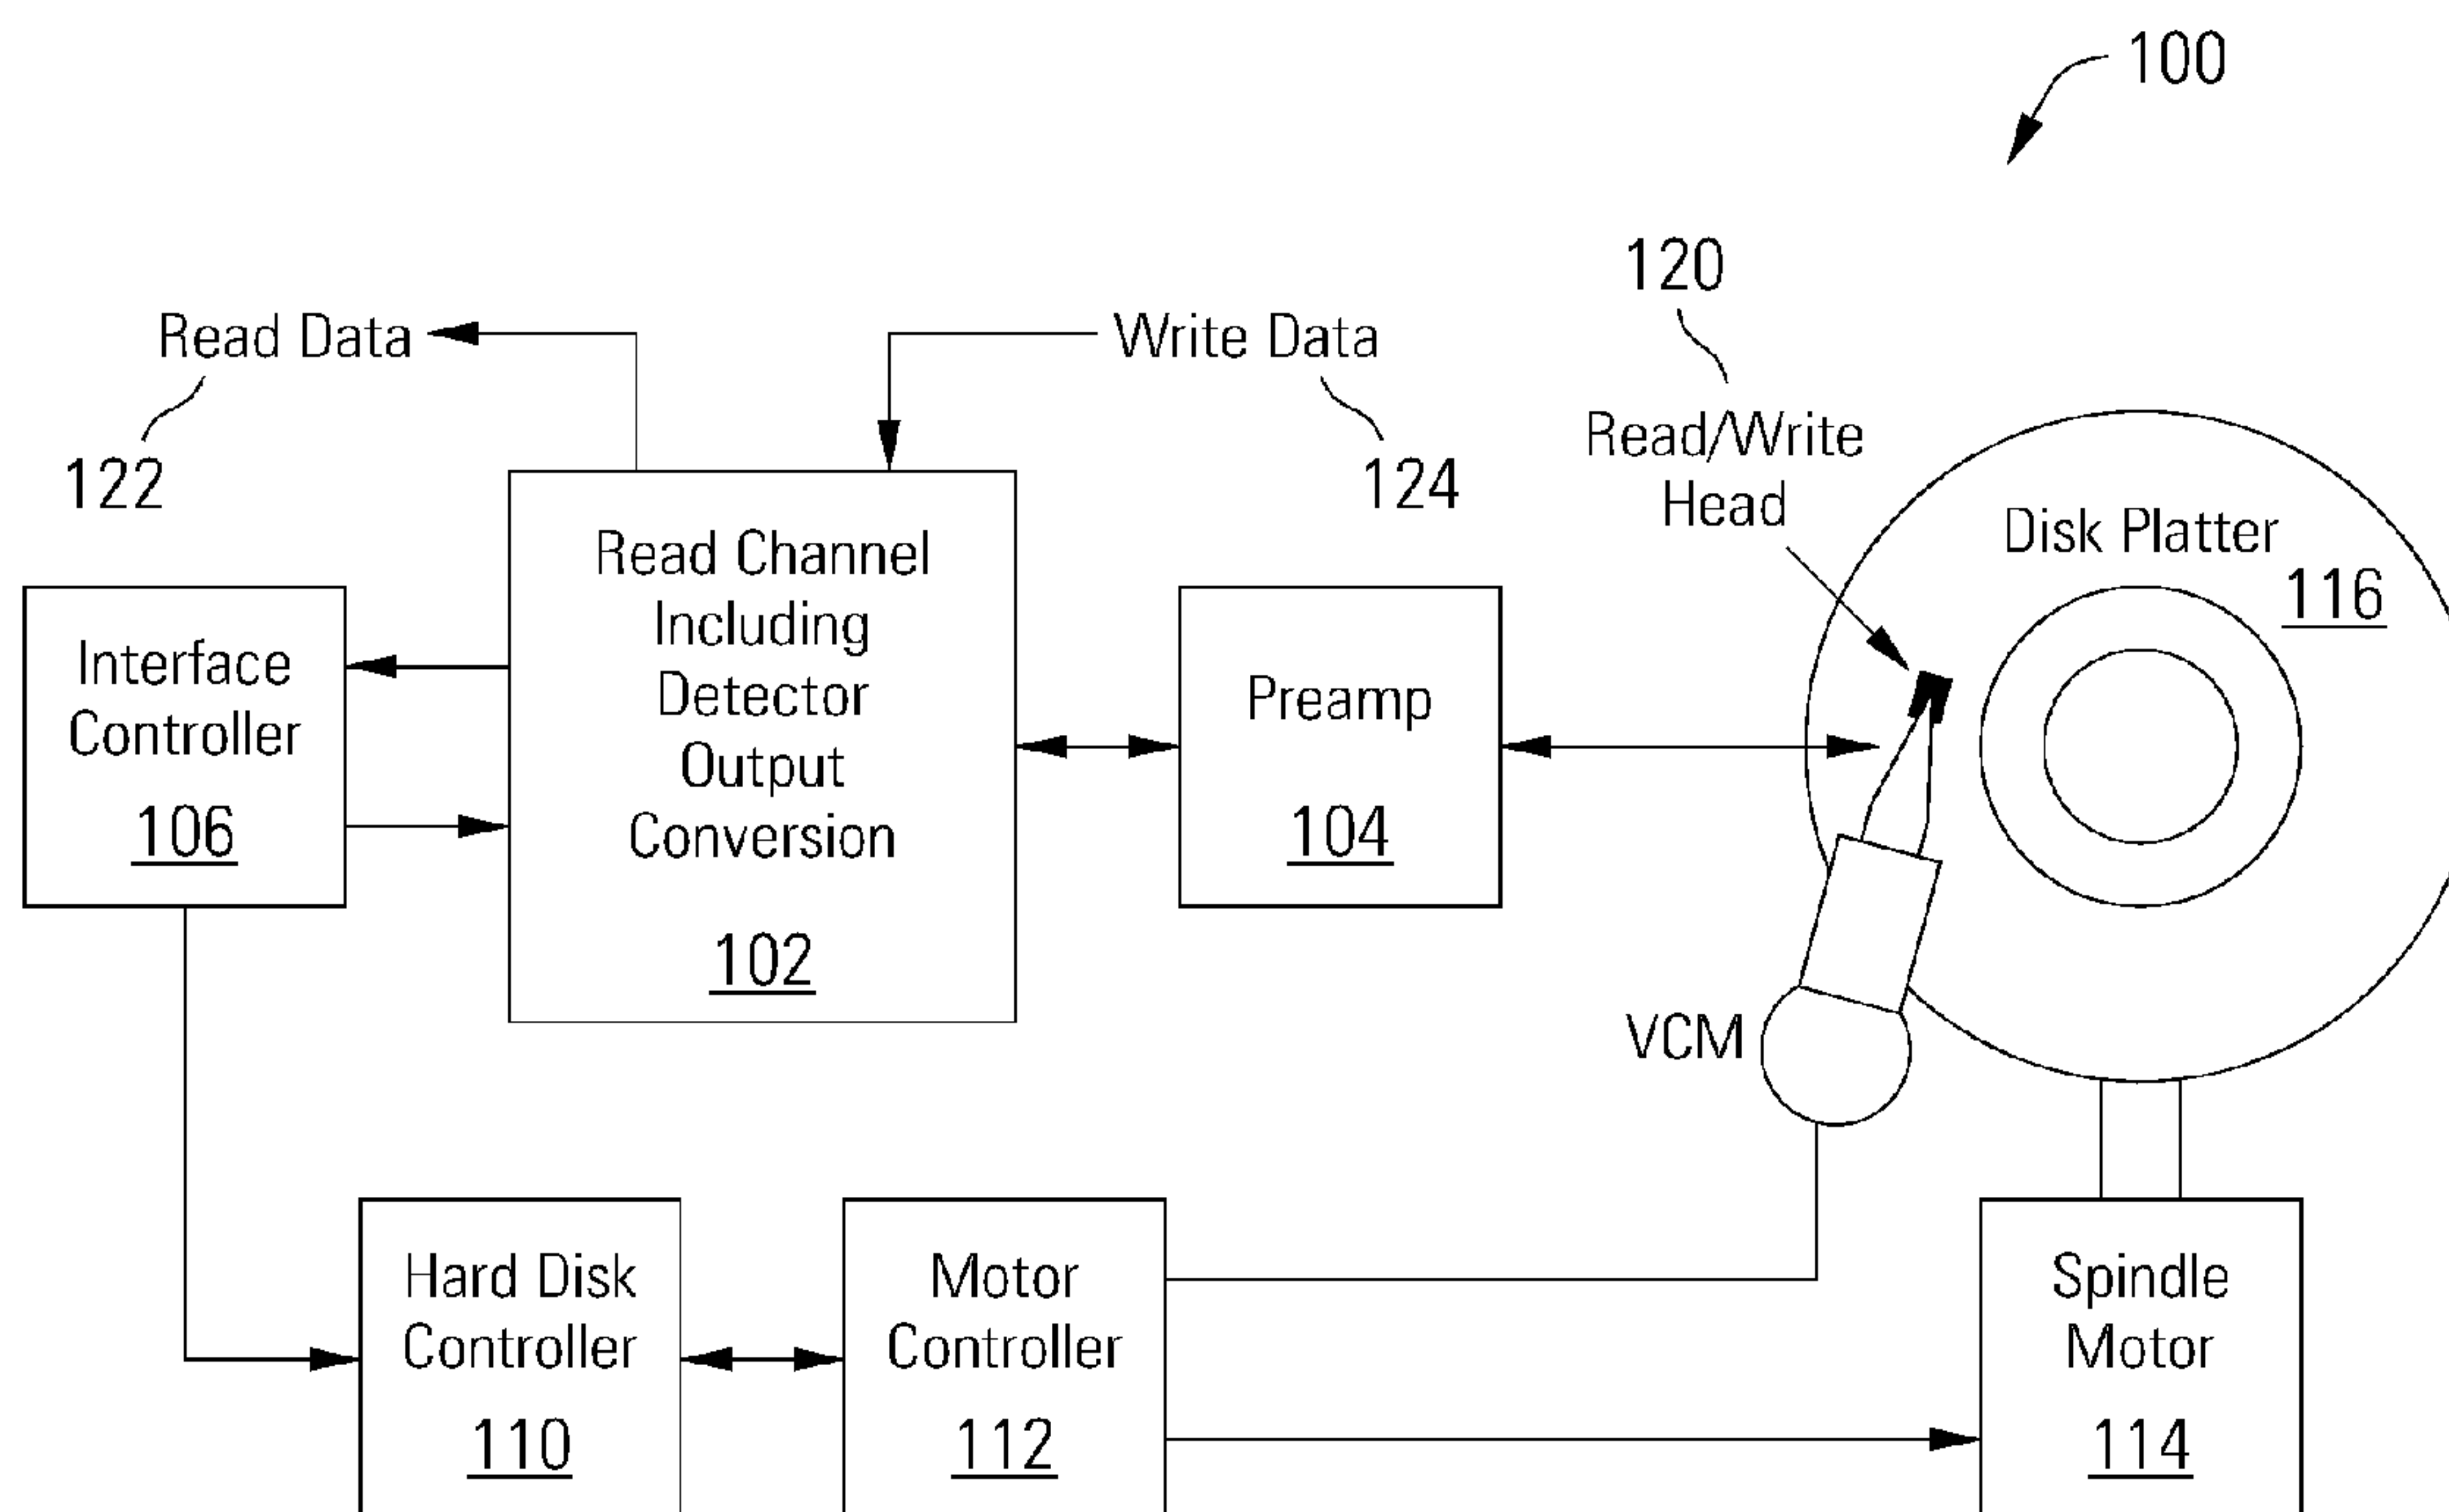 100
120
Read Data
Write Data
Read/Write
Head
122
124
Disk Platter
116
Read Channel
Including
Detector
Output
Conversion
102
Interface
Controller
106
Preamp
104
VCM
Hard Disk
Controller
110
Motor
Controller
112
Spindle
Motor
114